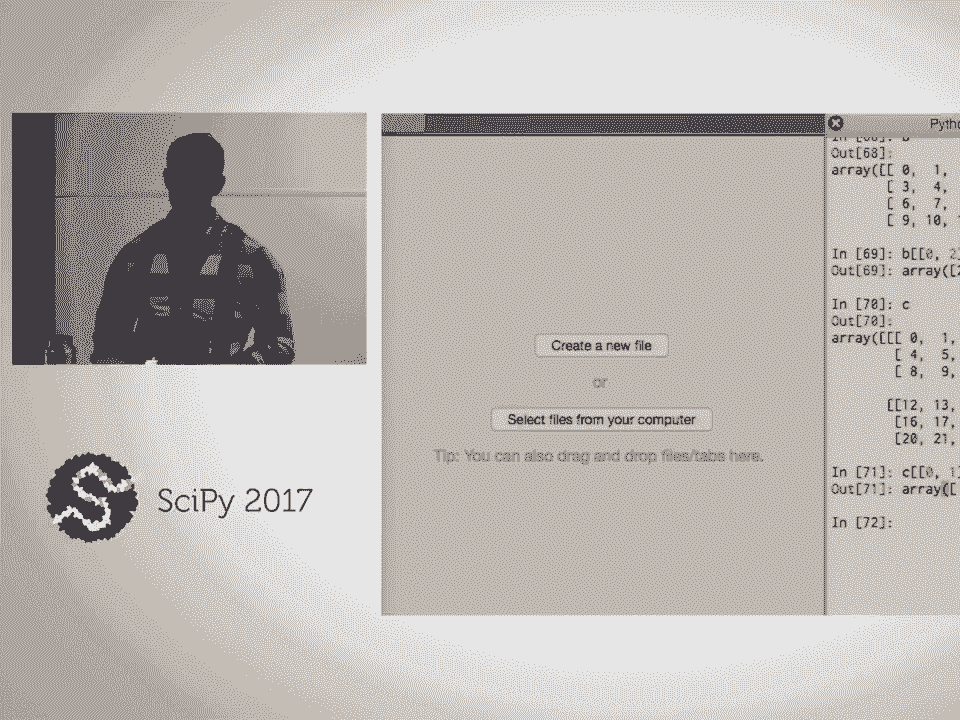 SciPy 2017
Create a new file
or
Select files from your computer
Tip: You can also drag and drop files/tabs here.
Pytho
In [68]: b
Out[68]:
array([[ 0, 1,
[ 3, 4,
[ 6, 7,
[ 9, 10, 1
In [69]: b[[0, 2]
Out[69]: array([2
In [70]: c
Out[70]:
array([[[ 0, 1,
[ 4, 5,
[ 8, 9,
[[12, 13,
[16, 17,
[20, 21,
In [71]: c[[0, 1]
Out[71]: array([
In [72]: